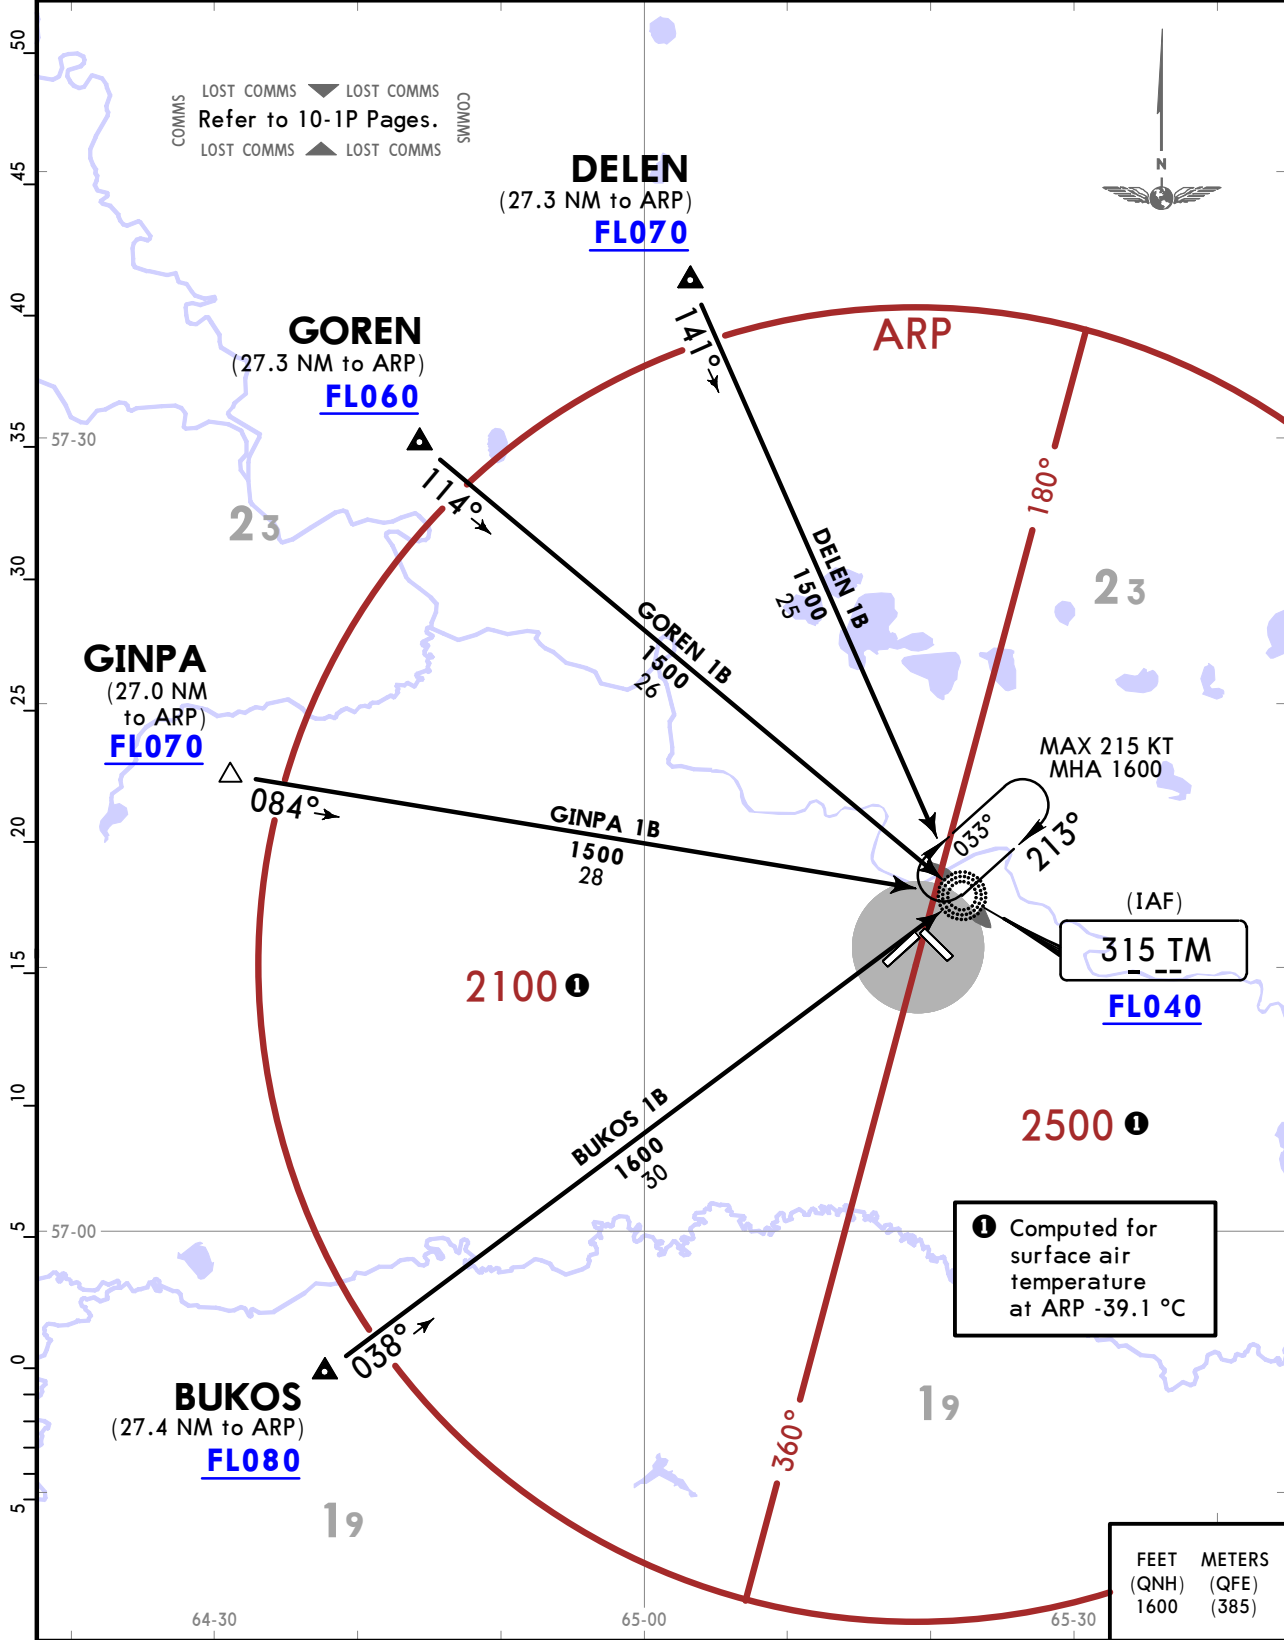 50
LOST COMMS LOST COMMS
COMMS
Refer to 10-1P Pages.
COMMS
LOST COMMS LOST COMMS
N
45
DELEN
(27.3 NM to ARP)
FL070
40
GOREN
(27.3 NM to ARP)
FL060
141°
ARP
35
57-30
114°
180°
23
23
30
DELEN 1B
1500
25
GOREN 1B
1500
26
GINPA
(27.0 NM
to ARP)
FL070
25
084°
GINPA 1B
1500
28
MAX 215 KT
MHA 1600
033°
213°
20
(IAF)
315 TM
FL040
15
2100 1
10
2500 1
BUKOS 1B
1600
30
5
57-00
1 Computed for
surface air
temperature
at ARP -39.1 °C
0
038°
BUKOS
(27.4 NM to ARP)
FL080
19
360°
5
19
FEET METERS
(QNH) (QFE)
1600 (385)
64-30
65-00
65-30